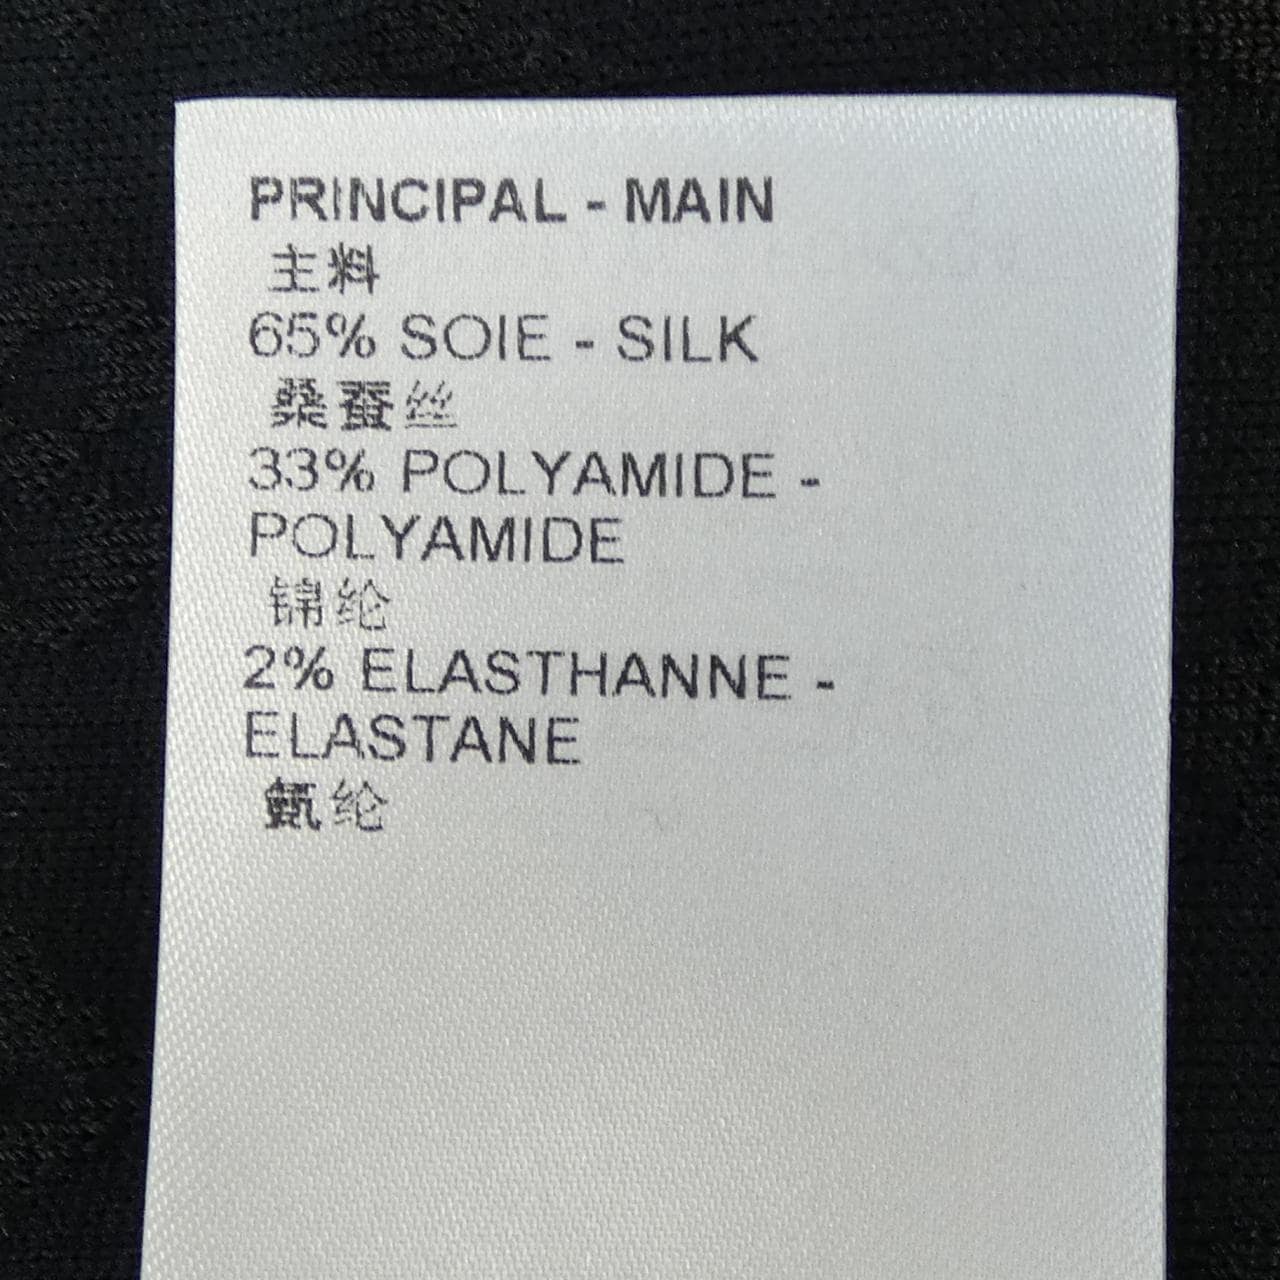 PRINCIPAL - MAIN
主料
65% SOIE - SILK
桑蚕丝
33% POLYAMIDE -
POLYAMIDE
锦纶
2% ELASTHANNE -
ELASTANE
氨纶